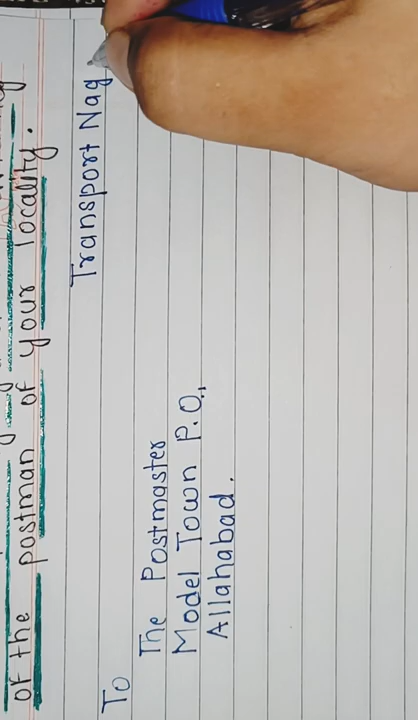 of the postman of your locality.
Transport Nag
To
The Postmaster
Model Town P.O.,
Allahabad.